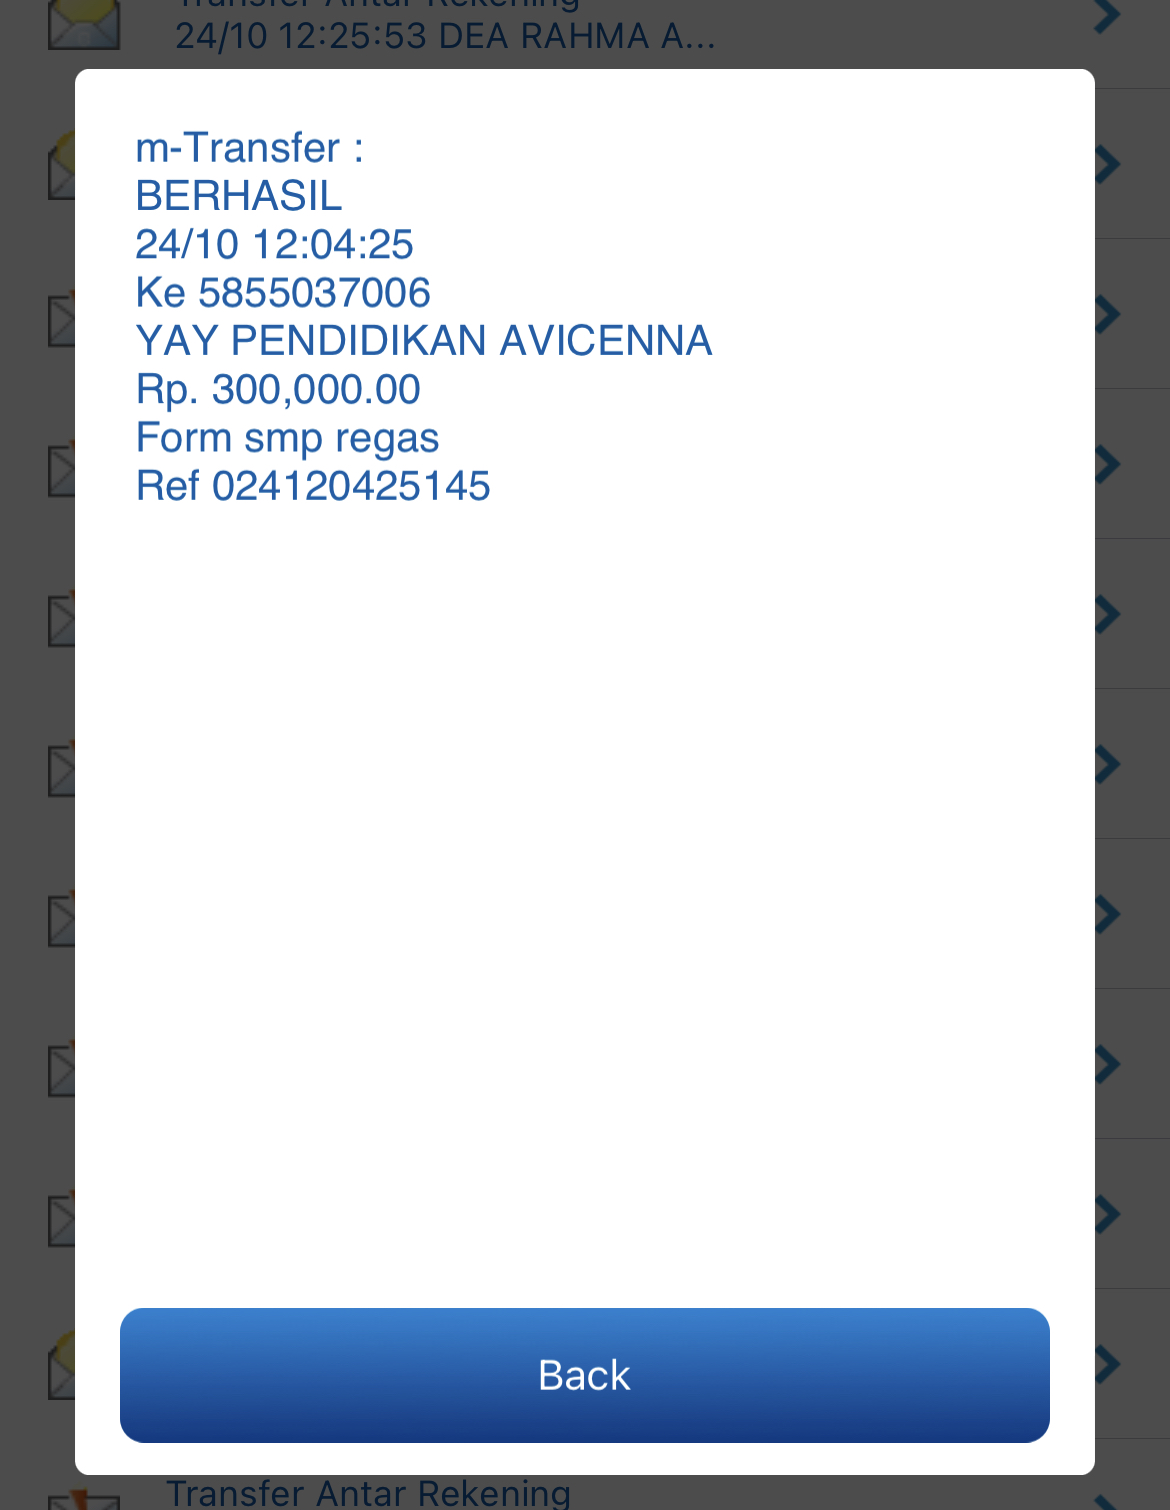 Transfer Antar Rekening
24/10 12:25:53 DEA RAHMA A...
m-Transfer :
BERHASIL
24/10 12:04:25
Ke 5855037006
YAY PENDIDIKAN AVICENNA
Rp. 300,000.00
Form smp regas
Ref 024120425145
Back
Transfer Antar Rekening